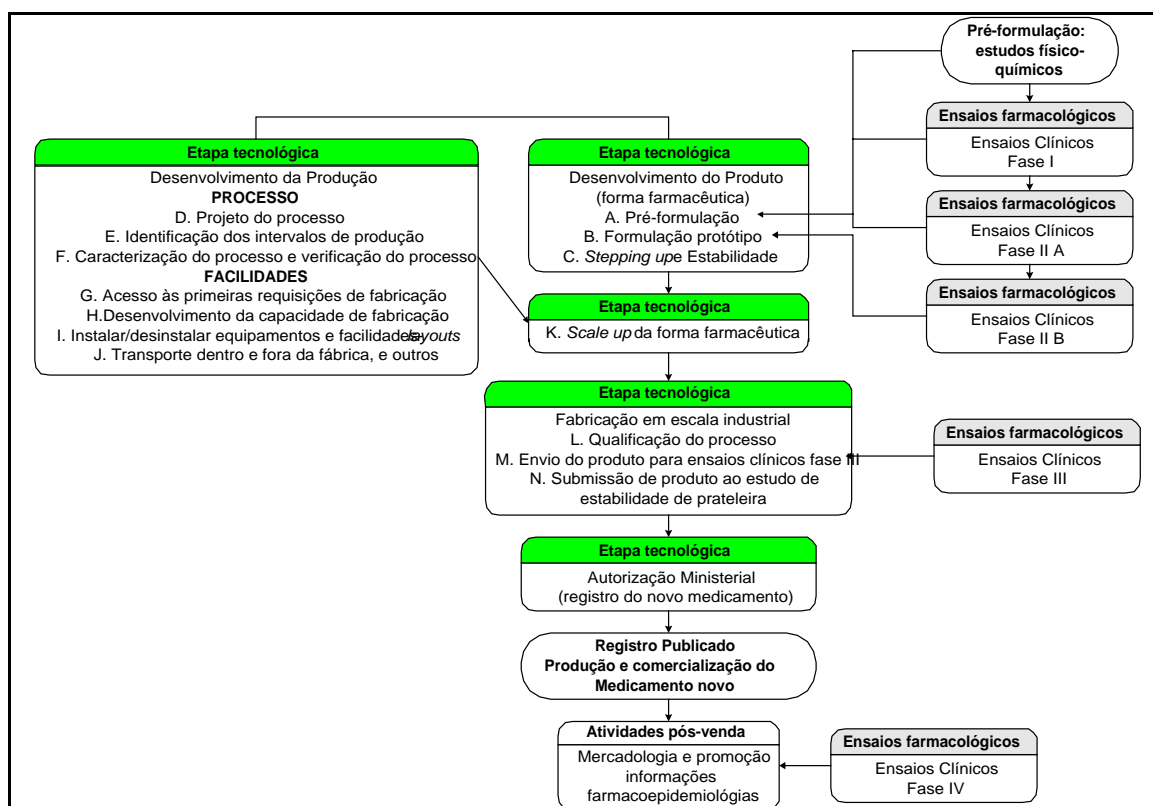 Pré-formulação:
estudos físico-
químicos
Ensaios farmacológicos
Ensaios Clínicos
Fase I
Ensaios farmacológicos
Ensaios Clínicos
Fase II A
Ensaios farmacológicos
Ensaios Clínicos
Fase II B
Etapa tecnológica
Desenvolvimento da Produção
PROCESSO
D. Projeto do processo
E. Identificação dos intervalos de produção
F. Caracterização do processo e verificação do processo
FACILIDADES
G. Acesso às primeiras requisições de fabricação
H.Desenvolvimento da capacidade de fabricação
I. Instalar/desinstalar equipamentos e facilidades-layouts
J. Transporte dentro e fora da fábrica, e outros
Etapa tecnológica
Desenvolvimento do Produto
(forma farmacêutica)
A. Pré-formulação
B. Formulação protótipo
C. Stepping up e Estabilidade
Etapa tecnológica
K. Scale up da forma farmacêutica
Etapa tecnológica
Fabricação em escala industrial
L. Qualificação do processo
M. Envio do produto para ensaios clínicos fase III
N. Submissão de produto ao estudo de
estabilidade de prateleira
Ensaios farmacológicos
Ensaios Clínicos
Fase III
Etapa tecnológica
Autorização Ministerial
(registro do novo medicamento)
Registro Publicado
Produção e comercialização do
Medicamento novo
Atividades pós-venda
Mercadologia e promoção
informações
farmacoepidemiológias
Ensaios farmacológicos
Ensaios Clínicos
Fase IV